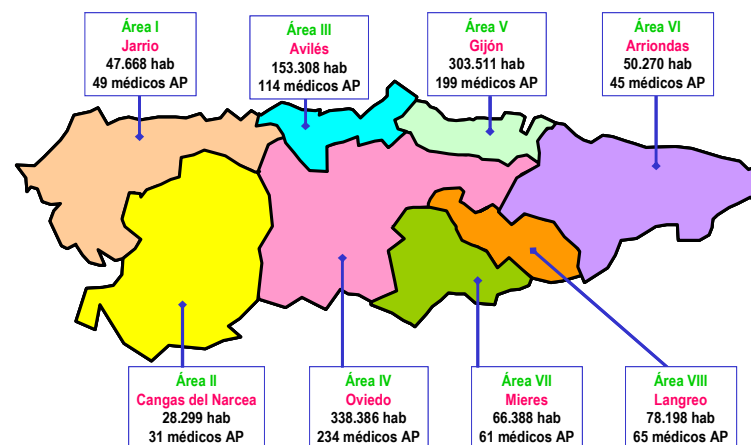 Área I
Jarrio
47.668 hab
49 médicos AP
Área III
Avilés
153.308 hab
114 médicos AP
Área V
Gijón
303.511 hab
199 médicos AP
Área VI
Arriondas
50.270 hab
45 médicos AP
Área II
Cangas del Narcea
28.299 hab
31 médicos AP
Área IV
Oviedo
338.386 hab
234 médicos AP
Área VII
Mieres
66.388 hab
61 médicos AP
Área VIII
Langreo
78.198 hab
65 médicos AP